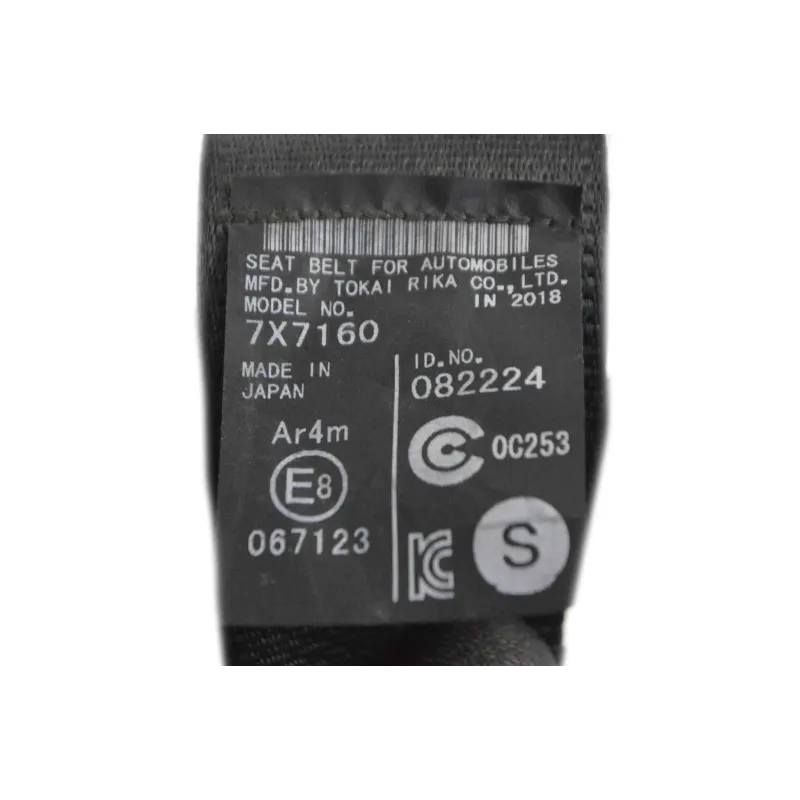 SEAT BELT FOR AUTOMOBILES
MFD.BY TOKAI RIKA CO.,LTD.
MODEL NO. IN 2018
7X7160
MADE IN
JAPAN
Ar4m
E8
067123
ID.NO.
082224
C 0C253
KC S